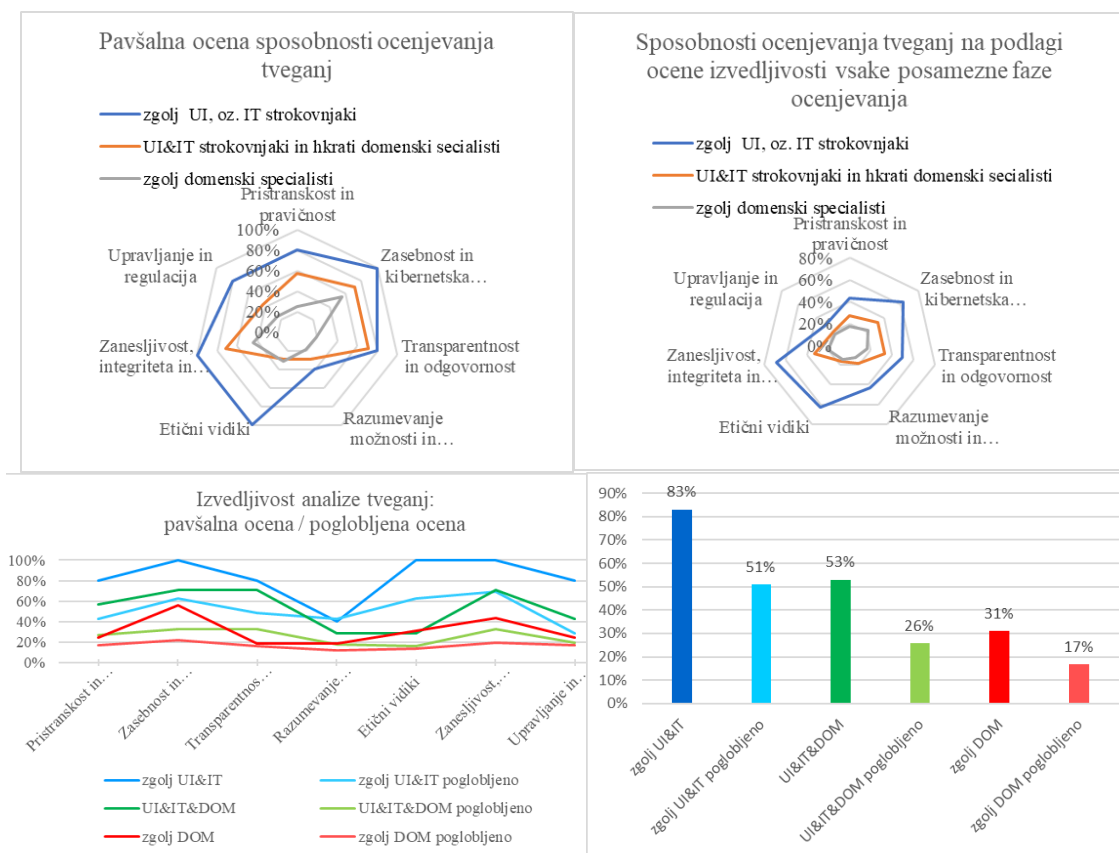 Pavšalna ocena sposobnosti ocenjevanja
tveganj
zgolj UI, oz. IT strokovnjaki
UI&IT strokovnjaki in hkrati domenski secialisti
zgolj domenski specialisti
Pristranskost in
pravičnost
Zasebnost in
kibernetska...
Transparentnost
in odgovornost
Razumevanje
možnosti in...
Etični vidiki
Zanesljivost,
integriteta in...
Upravljanje in
regulacija
100%
80%
60%
40%
20%
0%
Sposobnosti ocenjevanja tveganj na podlagi
ocene izvedljivosti vsake posamezne faze
ocenjevanja
zgolj UI, oz. IT strokovnjaki
UI&IT strokovnjaki in hkrati domenski secialisti
zgolj domenski specialisti
Pristranskost in
pravičnost
Zasebnost in
kibernetska...
Transparentnost
in odgovornost
Razumevanje
možnosti in...
Etični vidiki
Zanesljivost,
integriteta in...
Upravljanje in
regulacija
80%
60%
40%
20%
0%
Izvedljivost analize tveganj:
pavšalna ocena / poglobljena ocena
100%
80%
60%
40%
20%
0%
Pristranskost in...
Zasebnost in...
Transparentnos...
Razumevanje...
Etični vidiki
Zanesljivost,...
Upravljanje in...
zgolj UI&IT
zgolj UI&IT poglobljeno
UI&IT&DOM
UI&IT&DOM poglobljeno
zgolj DOM
zgolj DOM poglobljeno
90%
80%
70%
60%
50%
40%
30%
20%
10%
0%
83%
51%
53%
26%
31%
17%
zgolj UI&IT
zgolj UI&IT poglobljeno
UI&IT&DOM
UI&IT&DOM poglobljeno
zgolj DOM
zgolj DOM poglobljeno